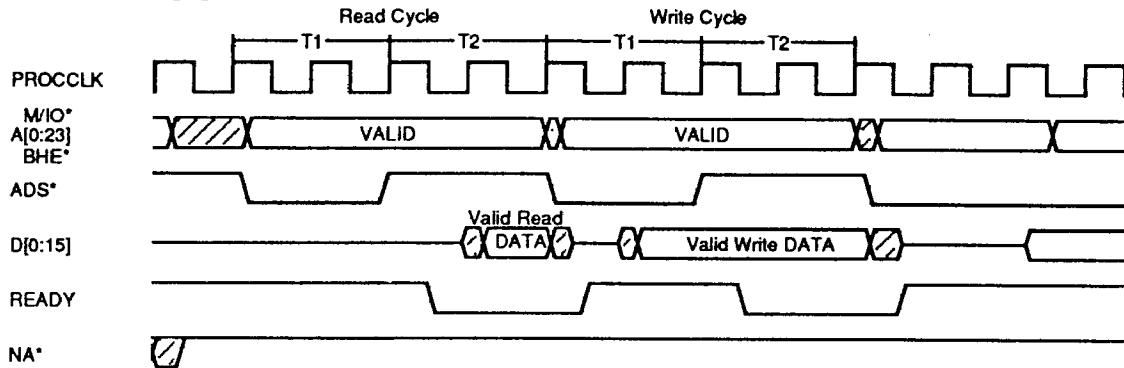 Read Cycle Write Cycle
T1 T2 T1 T2
PROCCLK
M/IO*
A[0:23] VALID VALID
BHE*
ADS*
Valid Read
D[0:15] DATA Valid Write DATA
READY
NA*